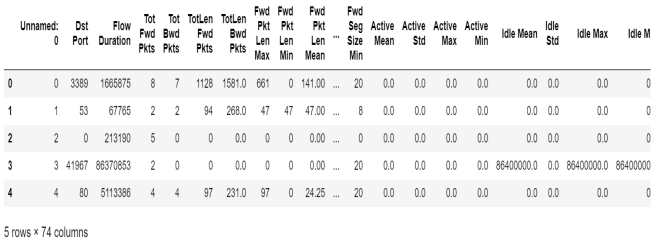 Unnamed: 0 Dst Port Flow Duration Tot Fwd Pkts Tot Bwd Pkts TotLen Fwd Pkts TotLen Bwd Pkts Fwd Pkt Len Max Fwd Pkt Len Min Fwd Pkt Len Mean ... Fwd Seg Size Min Active Mean Active Std Active Max Active Min Idle Mean Idle Std Idle Max Idle M
0 0 3389 1665875 8 7 1128 1581.0 661 0 141.00 ... 20 0.0 0.0 0.0 0.0 0.0 0.0 0.0 0
1 1 53 67765 2 2 94 268.0 47 47 47.00 ... 8 0.0 0.0 0.0 0.0 0.0 0.0 0.0 0
2 2 0 213190 5 0 0 0.0 0 0 0.00 ... 0 0.0 0.0 0.0 0.0 0.0 0.0 0.0 0
3 3 41967 86370853 2 0 0 0.0 0 0 0.00 ... 20 0.0 0.0 0.0 0.0 86400000.0 0.0 86400000.0 86400000
4 4 80 5113386 4 4 97 231.0 97 0 24.25 ... 20 0.0 0.0 0.0 0.0 0.0 0.0 0.0 0
5 rows × 74 columns